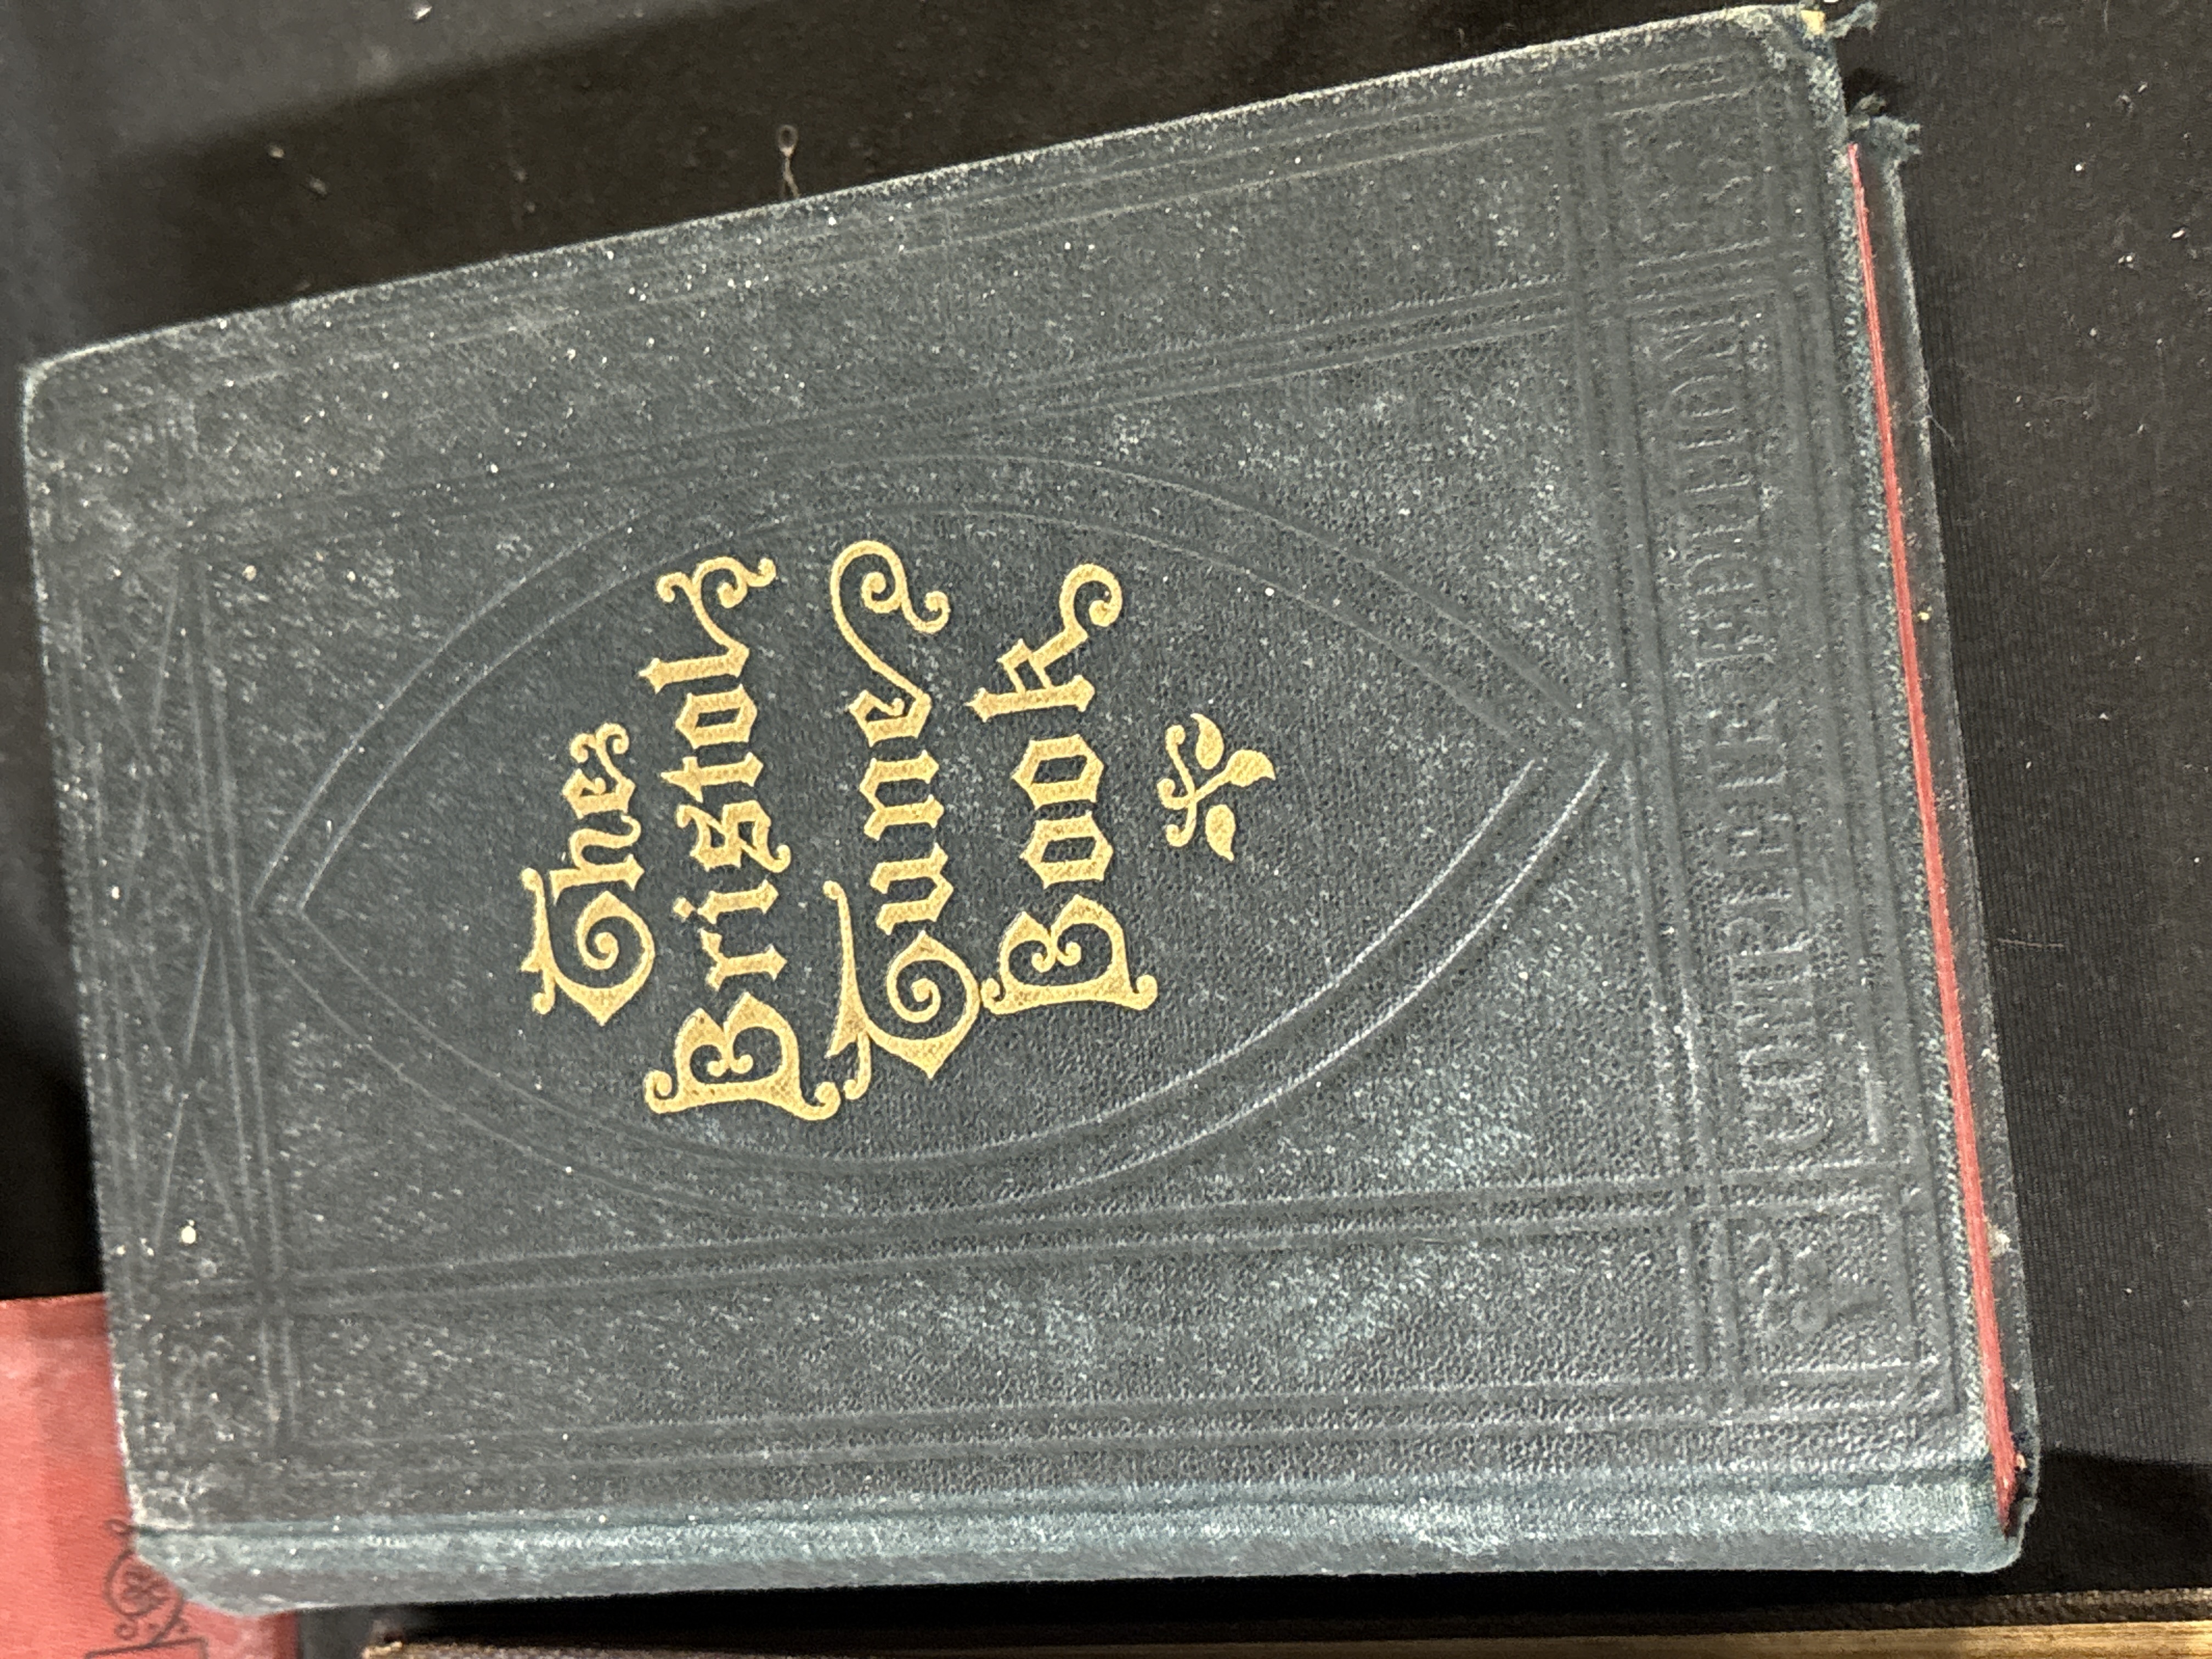 The
Bristol
Tune
Book
COMPLETE EDITION